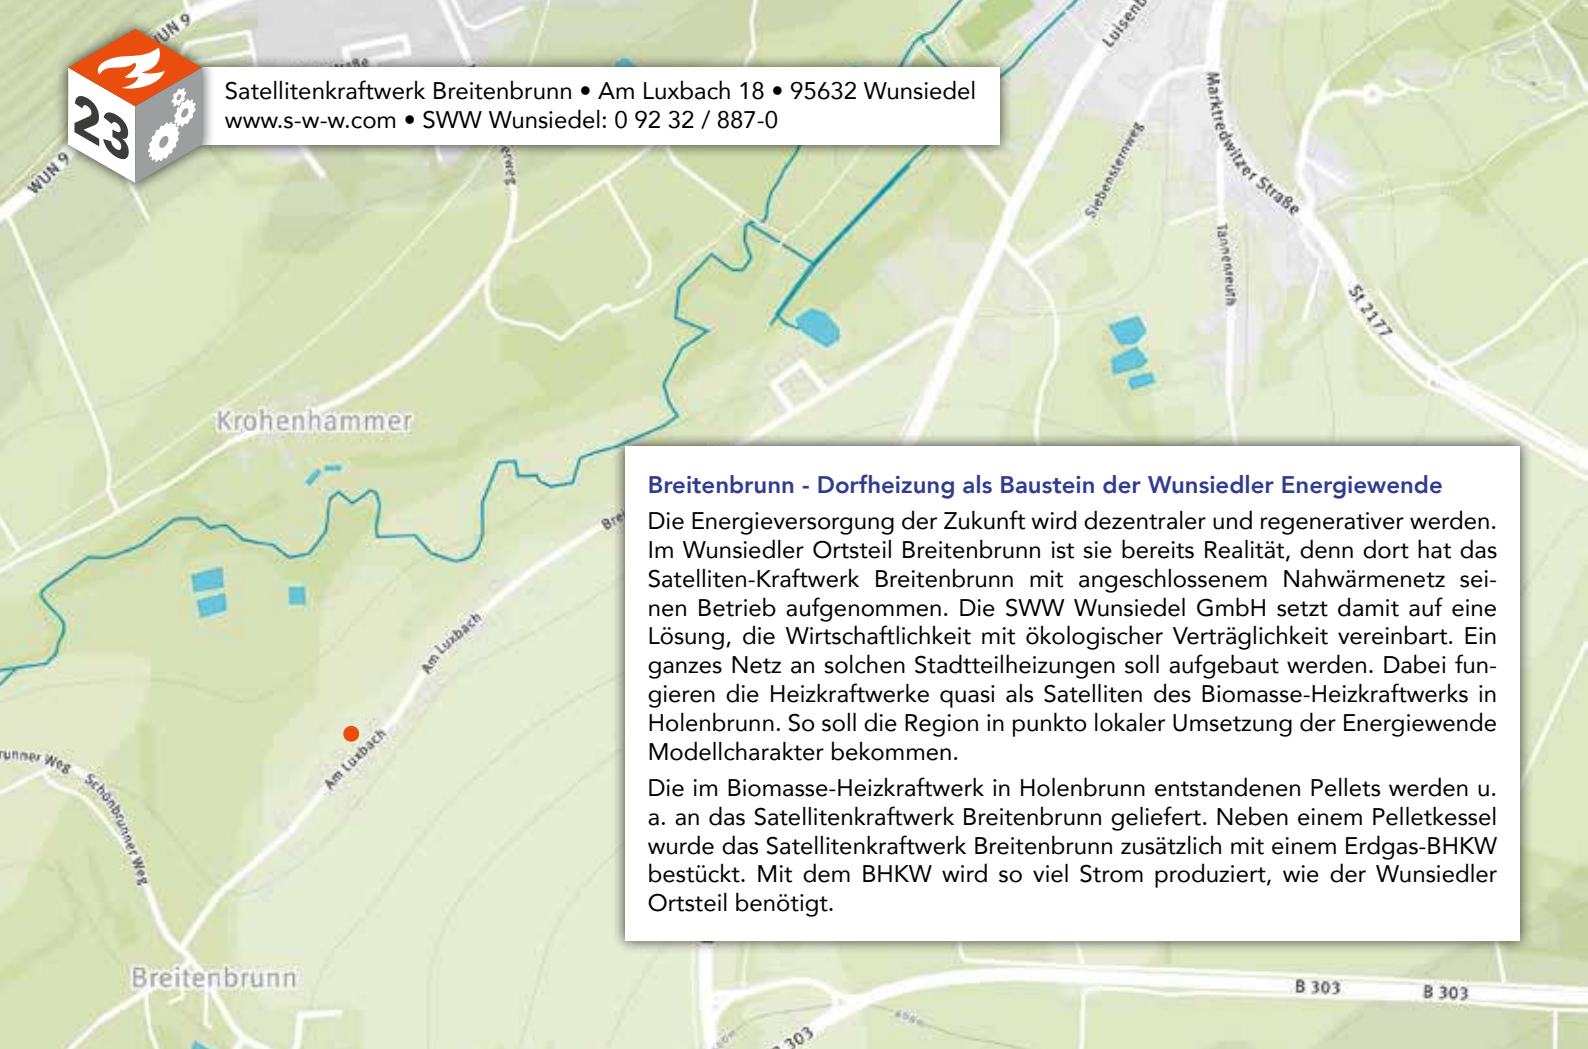 WUN 9
23
Satellitenkraftwerk Breitenbrunn • Am Luxbach 18 • 95632 Wunsiedel
www.s-w-w.com • SWW Wunsiedel: 0 92 32 / 887-0
WUN 9
Siebensternweg
Marktredwitzer Straße
Tannenreuth
St 2177
Krohenhammer
Breitenbrunn - Dorfheizung als Baustein der Wunsiedler Energiewende
Die Energieversorgung der Zukunft wird dezentraler und regenerativer werden.
Im Wunsiedler Ortsteil Breitenbrunn ist sie bereits Realität, denn dort hat das
Satelliten-Kraftwerk Breitenbrunn mit angeschlossenem Nahwärmenetz sei-
nen Betrieb aufgenommen. Die SWW Wunsiedel GmbH setzt damit auf eine
Lösung, die Wirtschaftlichkeit mit ökologischer Verträglichkeit vereinbart. Ein
ganzes Netz an solchen Stadtteilheizungen soll aufgebaut werden. Dabei fun-
gieren die Heizkraftwerke quasi als Satelliten des Biomasse-Heizkraftwerks in
Holenbrunn. So soll die Region in punkto lokaler Umsetzung der Energiewende
Modellcharakter bekommen.
Die im Biomasse-Heizkraftwerk in Holenbrunn entstandenen Pellets werden u.
a. an das Satellitenkraftwerk Breitenbrunn geliefert. Neben einem Pelletkessel
wurde das Satellitenkraftwerk Breitenbrunn zusätzlich mit einem Erdgas-BHKW
bestückt. Mit dem BHKW wird so viel Strom produziert, wie der Wunsiedler
Ortsteil benötigt.
Am Luxbach
Am Luxbach
Weg
Schönbrunner Weg
Breitenbrunn
B 303
B 303
303